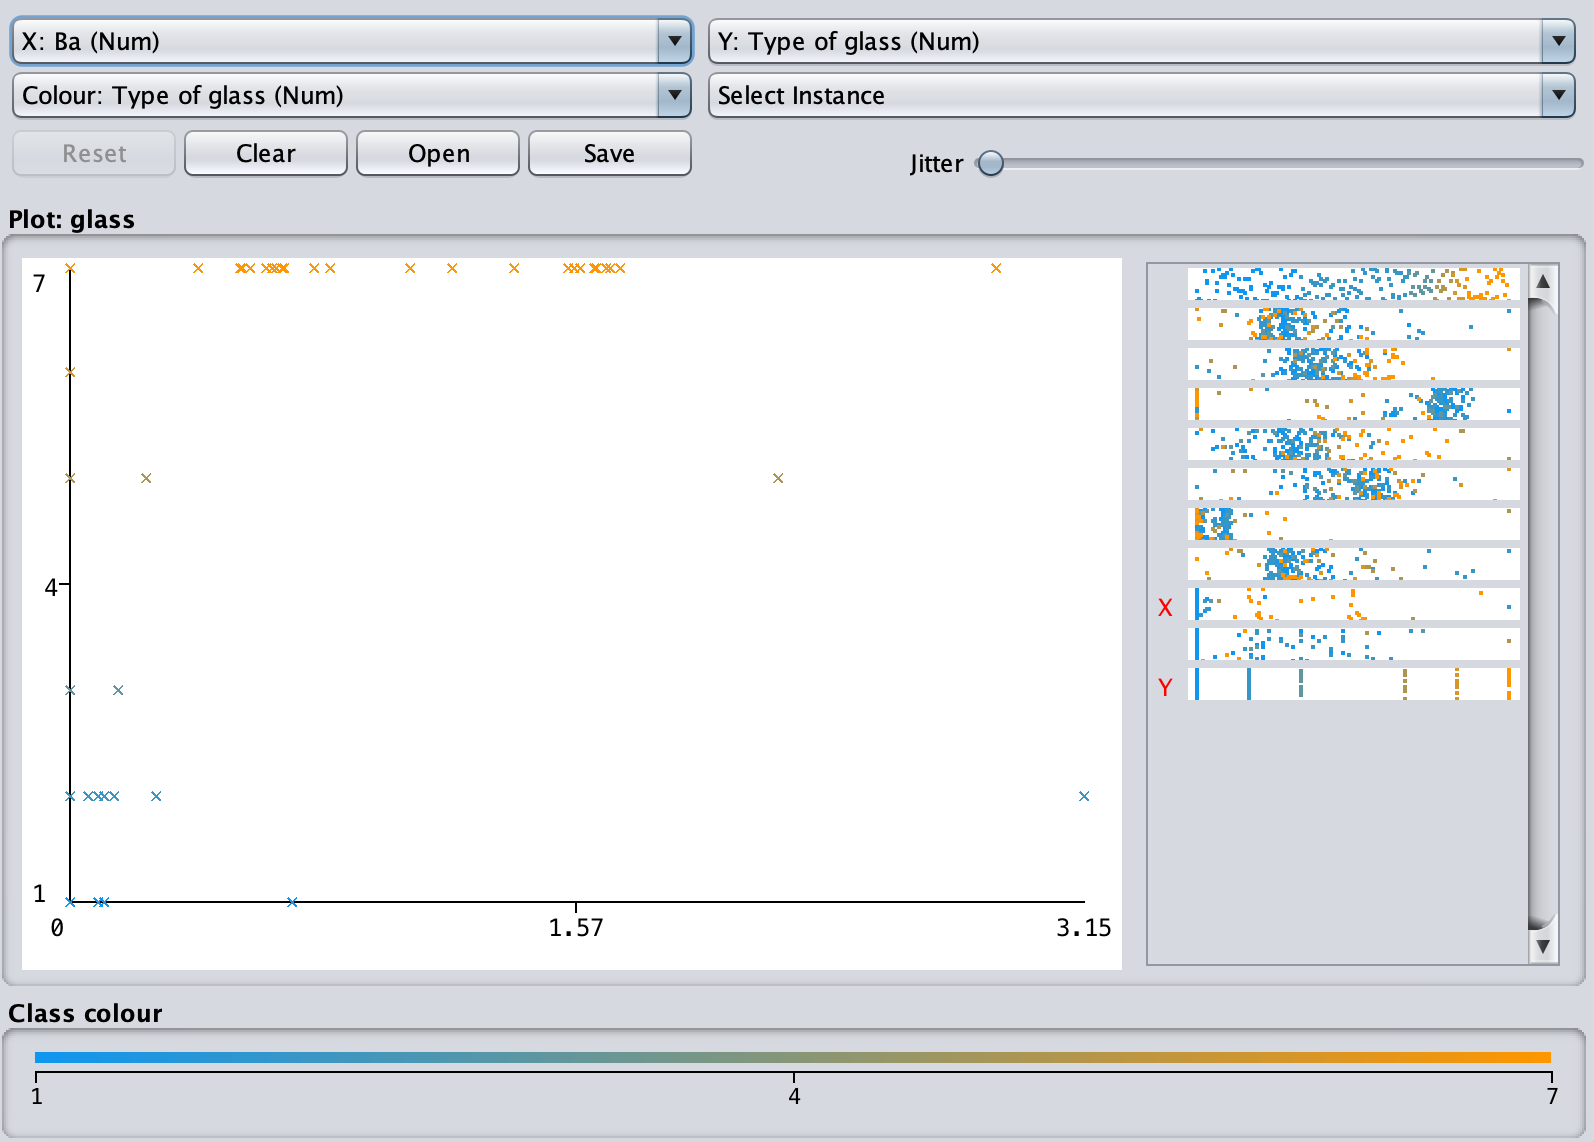 X: Ba (Num)
Y: Type of glass (Num)
Colour: Type of glass (Num)
Select Instance
Reset
Clear
Open
Save
Jitter
Plot: glass
7
4
1
0
1.57
3.15
X
Y
Class colour
1
4
7